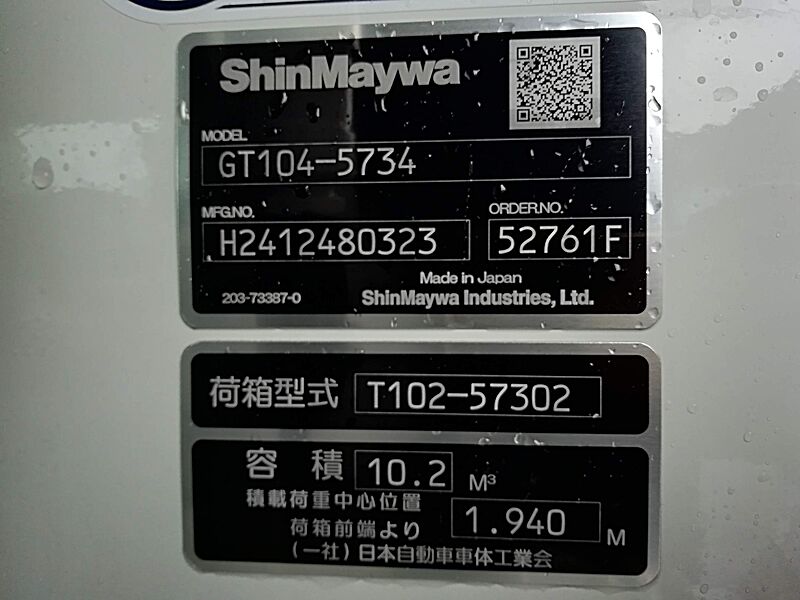 ShinMaywa
MODEL
GT104-5734
MFG.NO. ORDER.NO.
H2412480323 52761F
Made in Japan
203-73387-0 ShinMaywa Industries, Ltd.
荷箱型式 T102-57302
容積 10.2 M³
積載荷重中心位置
荷箱前端より 1.940 M
(一社)日本自動車車体工業会